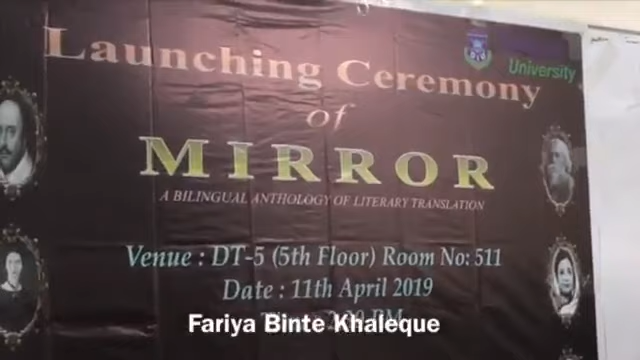 Launching Ceremony
University
of
MIRROR
A BILINGUAL ANTHOLOGY OF LITERARY TRANSLATION
Venue : DT-5 (5th Floor) Room No: 511
Date : 11th April 2019
Fariya Binte Khaleque